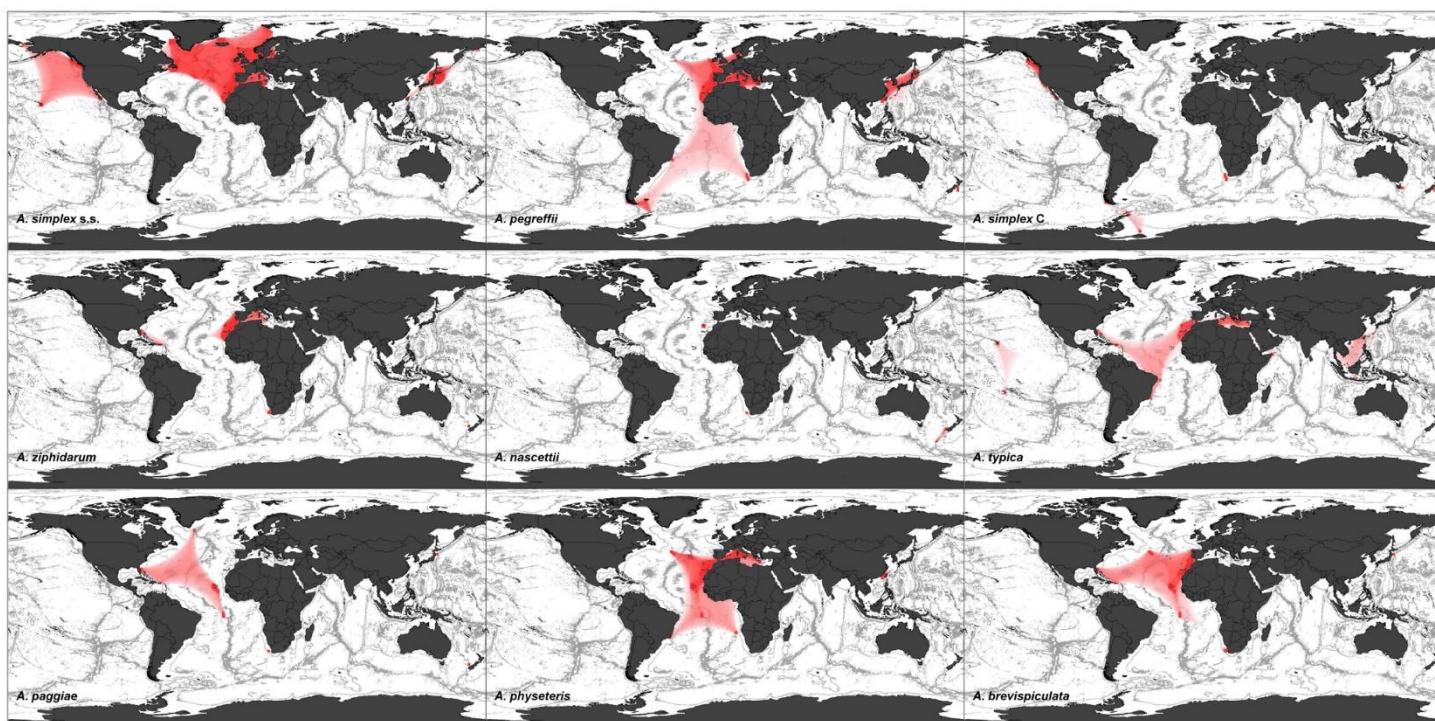 A. simplex s.s.
A. pegreffii
A. simplex C
A. ziphidarum
A. nascettii
A. typica
A. paggiae
A. physeteris
A. brevispiculata